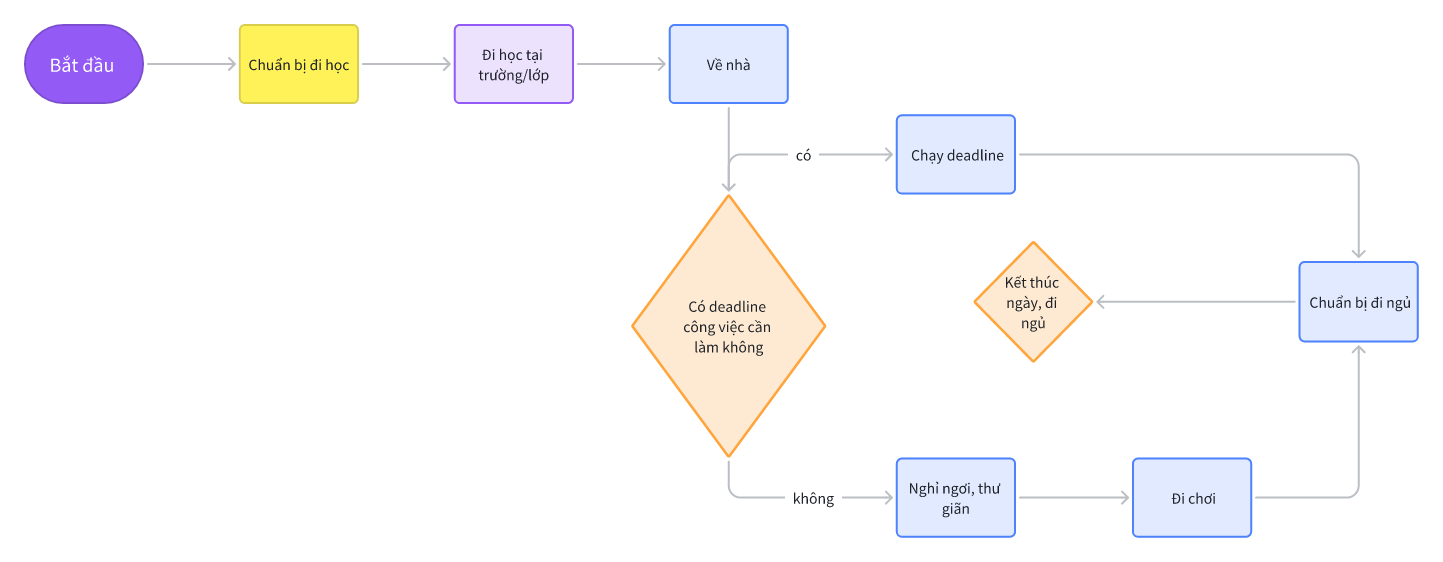 Bắt đầu
Chuẩn bị đi học
Đi học tại
trường/lớp
Về nhà
có
Chạy deadline
Có deadline
công việc cần
làm không
Kết thúc
ngày, đi
ngủ
Chuẩn bị đi ngủ
không
Nghỉ ngơi, thư
giãn
Đi chơi